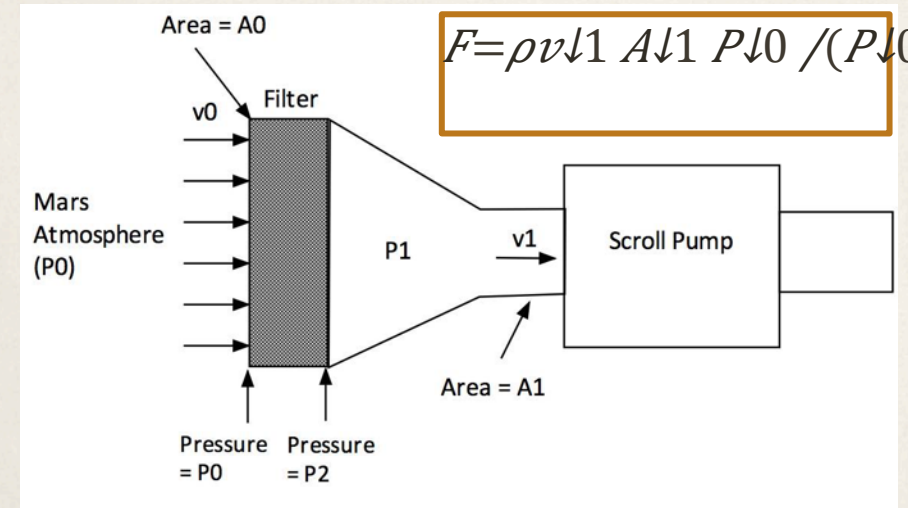 Area = A0
F=ρv↓1 A↓1 P↓0 /(P↓0
Filter
v0
Mars
Atmosphere
(P0)
P1
v1
Scroll Pump
Area = A1
Pressure
= P0
Pressure
= P2